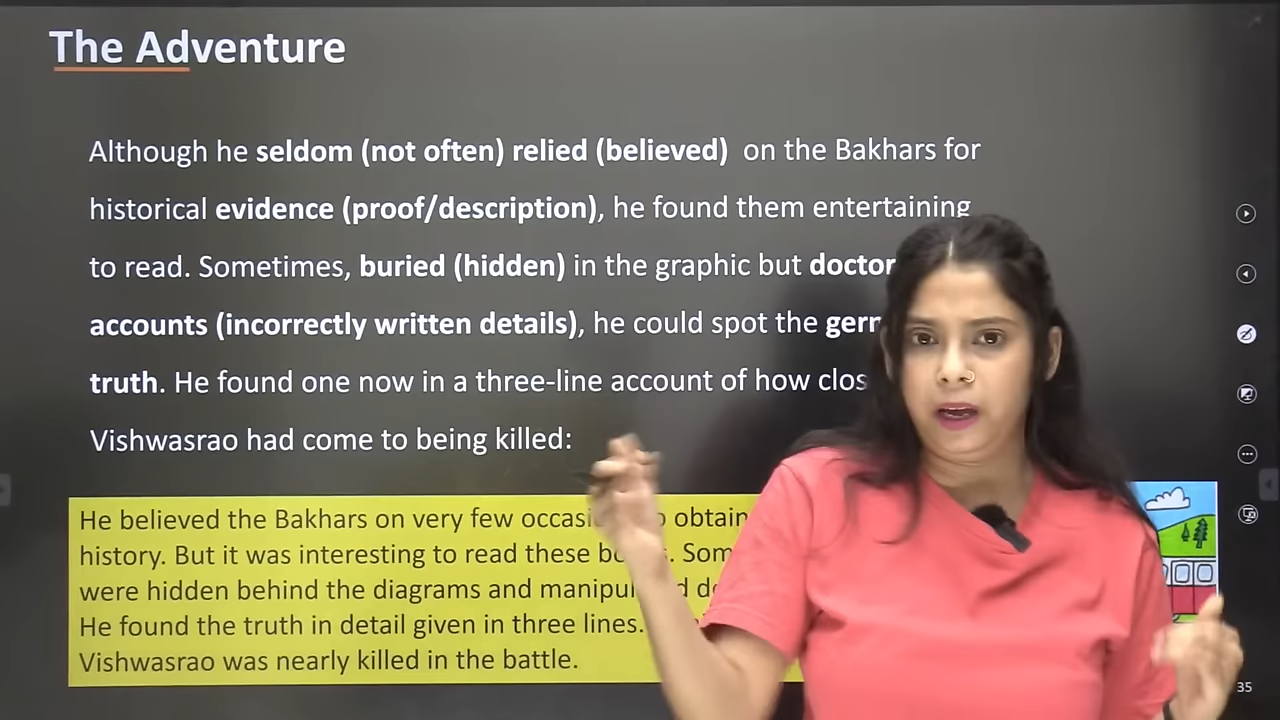 The Adventure
Although he seldom (not often) relied (believed) on the Bakhars for
historical evidence (proof/description), he found them entertaining
to read. Sometimes, buried (hidden) in the graphic but
accounts (incorrectly written details), he could spot the
truth. He found one now in a three-line account of how
Vishwasrao had come to being killed:
He believed the Bakhars on very few
history. But it was interesting to read these
were hidden behind the diagrams and
He found the truth in detail given in three lines.
Vishwasrao was nearly killed in the battle.
35